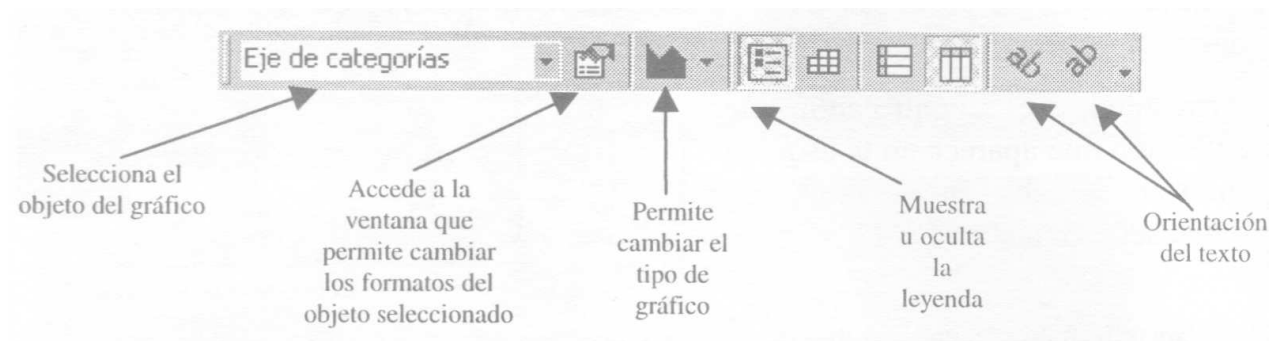 Eje de categorías
Selecciona el
objeto del gráfico
Accede a la
ventana que
permite cambiar
los formatos del
objeto seleccionado
Permite
cambiar el
tipo de
gráfico
Muestra
u oculta
la
leyenda
Orientación
del texto